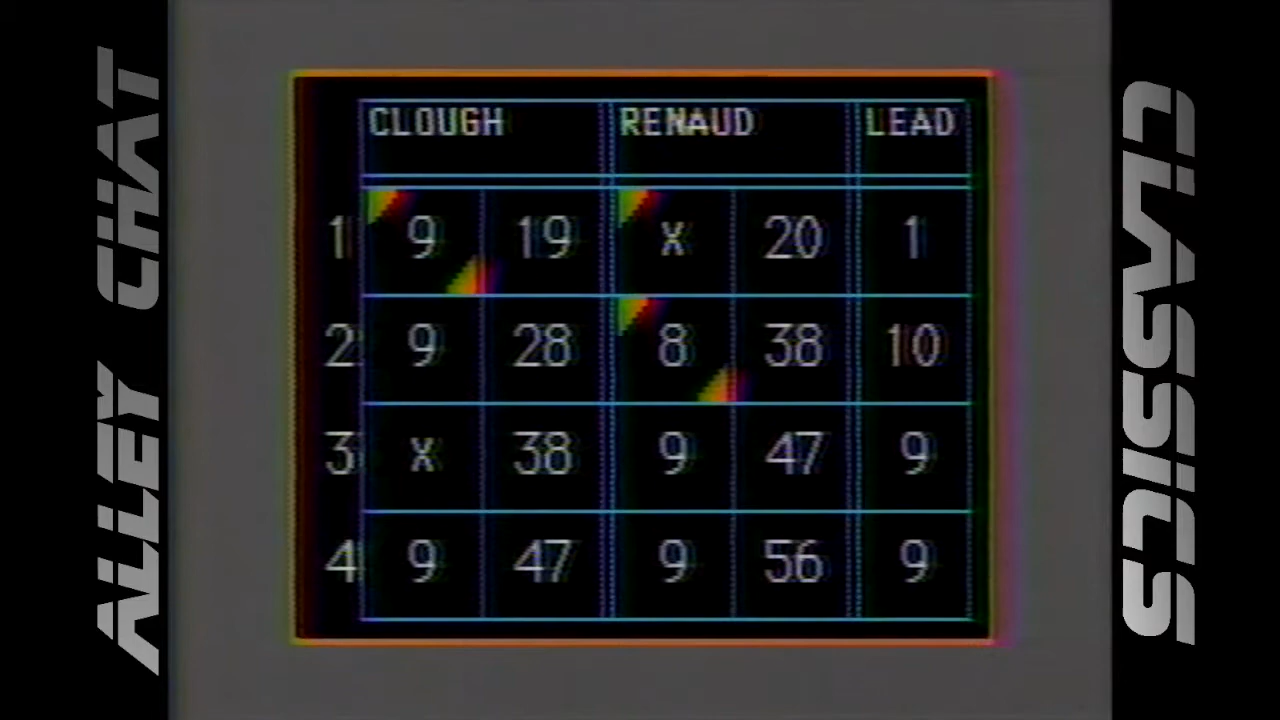 ALLEY CHAT
CLOUGH RENAUD LEAD
1 9 19 x 20 1
2 9 28 8 38 10
3 x 38 9 47 9
4 9 47 9 56 9
CLASSICS